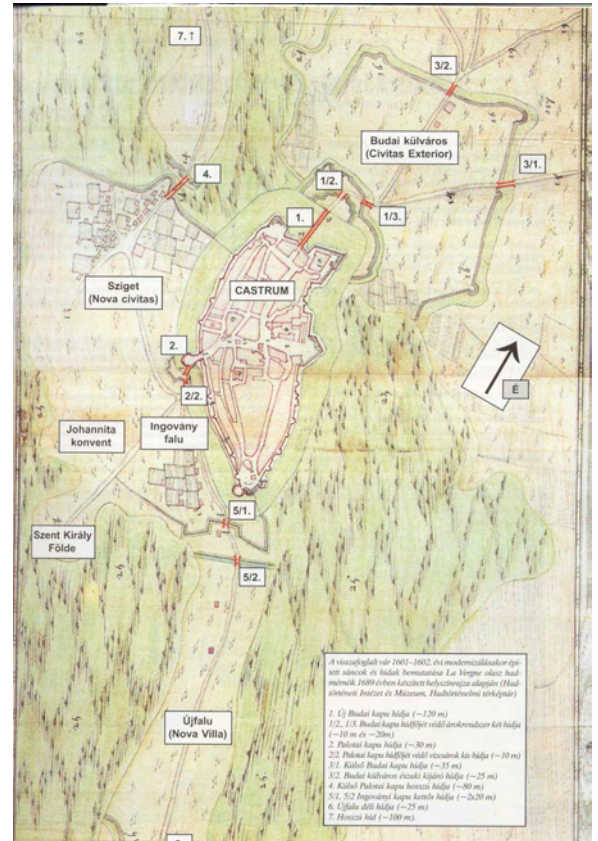 7. ↑
3/2.
Budai külváros
(Civitas Exterior)
3/1.
4.
1/2.
1.
1/3.
Sziget
(Nova civitas)
CASTRUM
É
2.
2/2.
Johannita
konvent
Ingovány
falu
5/1.
Szent Király
Földe
5/2.
Újfalu
(Nova Villa)
A visszafoglalt vár 1601–1602. évi modernizálásakor épí-
tett sáncok és hidak bemutatása La Vergne olasz had-
mérnök 1689 évben készített helyszínrajza alapján (Had-
történeti Intézet és Múzeum, Hadtörténelmi térképtár)
1. Új Budai kapu hídja (~120 m)
1/2., 1/3. Budai kapu hídfőjét védő árokrendszer két hídja
(~10 m és ~20m)
2. Palotai kapu hídja (~30 m)
2/2. Palotai kapu hídfőjét védő vizesárok kis hídja (~10 m)
3/1. Külső Budai kapu hídja (~35 m)
3/2. Budai külváros északi kijáró hídja (~25 m)
4. Külső Palotai kapu hosszú hídja (~80 m)
5/1, 5/2 Ingoványi kapu kettős hídja (~2x20 m)
6. Újfalu déli hídja (~25 m)
7. Hosszú híd (~100 m).